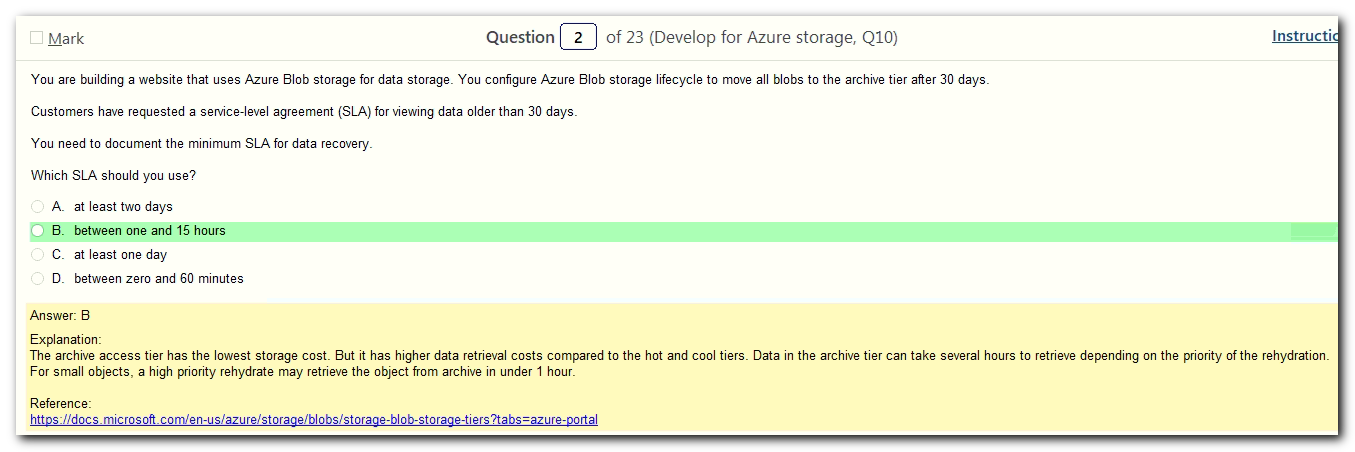 Mark Question 2 of 23 (Develop for Azure storage, Q10) Instructic
You are building a website that uses Azure Blob storage for data storage. You configure Azure Blob storage lifecycle to move all blobs to the archive tier after 30 days.
Customers have requested a service-level agreement (SLA) for viewing data older than 30 days.
You need to document the minimum SLA for data recovery.
Which SLA should you use?
A. at least two days
B. between one and 15 hours
C. at least one day
D. between zero and 60 minutes
Answer: B
Explanation:
The archive access tier has the lowest storage cost. But it has higher data retrieval costs compared to the hot and cool tiers. Data in the archive tier can take several hours to retrieve depending on the priority of the rehydration.
For small objects, a high priority rehydrate may retrieve the object from archive in under 1 hour.
Reference:
https://docs.microsoft.com/en-us/azure/storage/blobs/storage-blob-storage-tiers?tabs=azure-portal